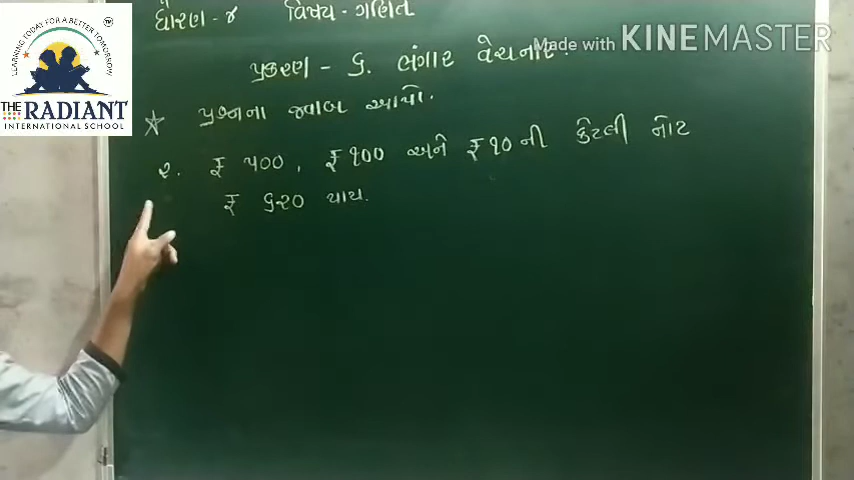 LEARNING TODAY FOR A BETTER TOMORROW
TM
THE RADIANT
INTERNATIONAL SCHOOL
Made with KINEMASTER
ધોરણ - ૪ વિષય - ગણિત
પ્રકરણ - ૬. ભંગાર વેચનાર.
☆ પ્રશ્નના જવાબ આપો.
૨. ₹ ૫૦૦, ₹ ૧૦૦ અને ₹ ૧૦ ની કેટલી નોટ
₹ ૬૨૦ થાય.